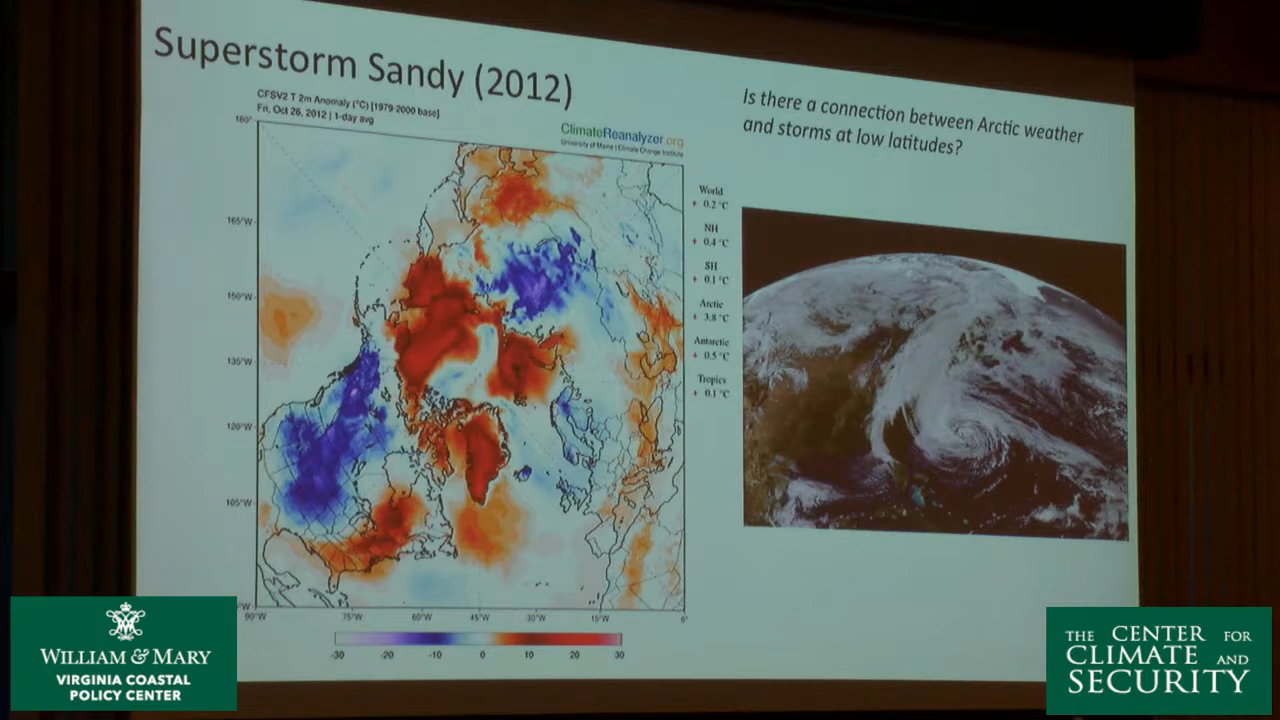 Superstorm Sandy (2012)
CFSV2 T 2m Anomaly (°C) [1979-2000 base]
Fri, Oct 26, 2012 | 1-day avg
ClimateReanalyzer.org
University of Maine | Climate Change Institute
180°
165°W
150°W
135°W
120°W
105°W
90°W
75°W
60°W
45°W
30°W
15°W
0°
-30
-20
-10
0
10
20
30
World
+ 0.2 °C
NH
+ 0.4 °C
SH
+ 0.1 °C
Arctic
+ 3.8 °C
Antarctic
+ 0.5 °C
Tropics
+ 0.1 °C
Is there a connection between Arctic weather
and storms at low latitudes?
WILLIAM & MARY
VIRGINIA COASTAL
POLICY CENTER
THE CENTER FOR
CLIMATE AND
SECURITY